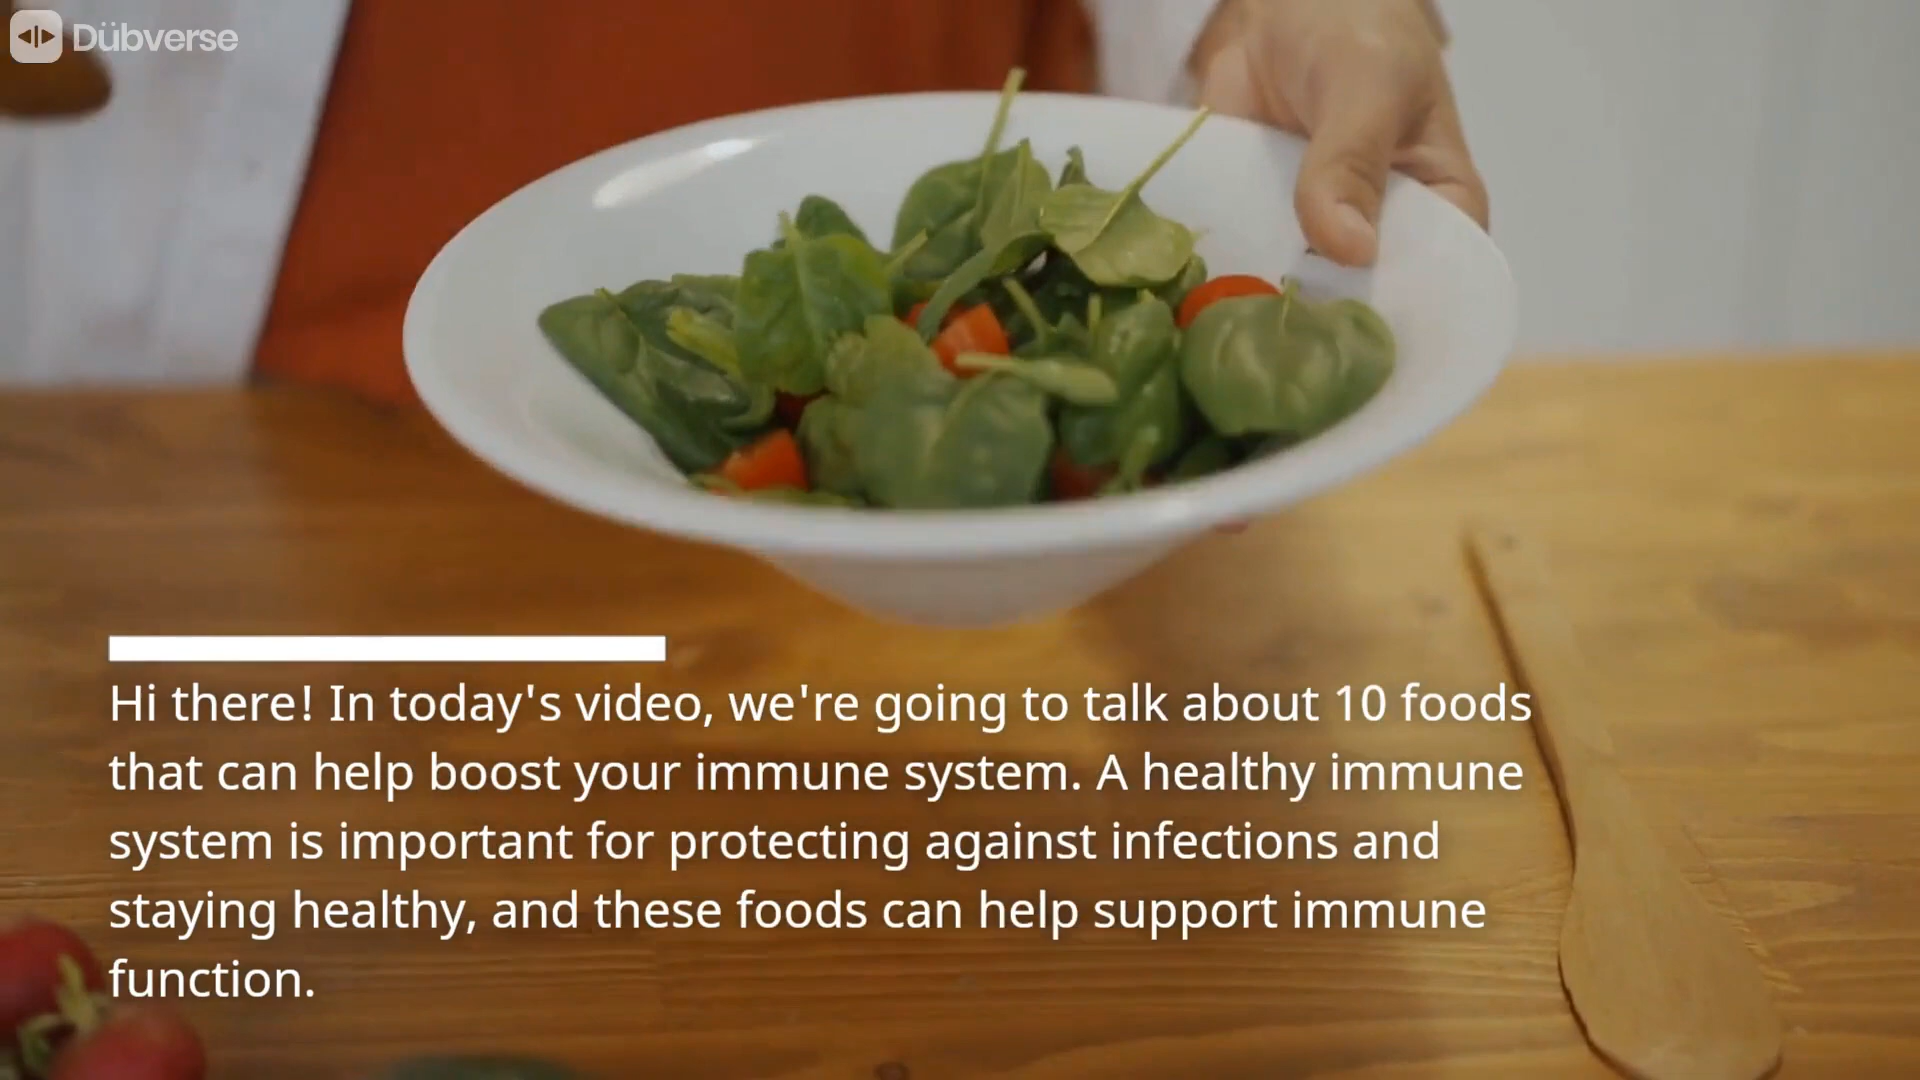 Dübverse
Hi there! In today's video, we're going to talk about 10 foods
that can help boost your immune system. A healthy immune
system is important for protecting against infections and
staying healthy, and these foods can help support immune
function.